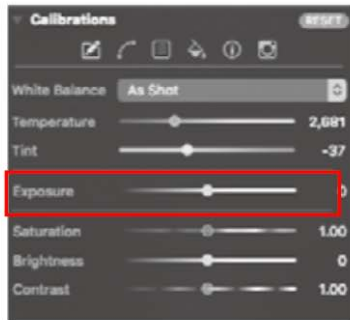 Calibrations RESET
White Balance As Shot
Temperature 2,681
Tint -37
Exposure 0
Saturation 1.00
Brightness 0
Contrast 1.00